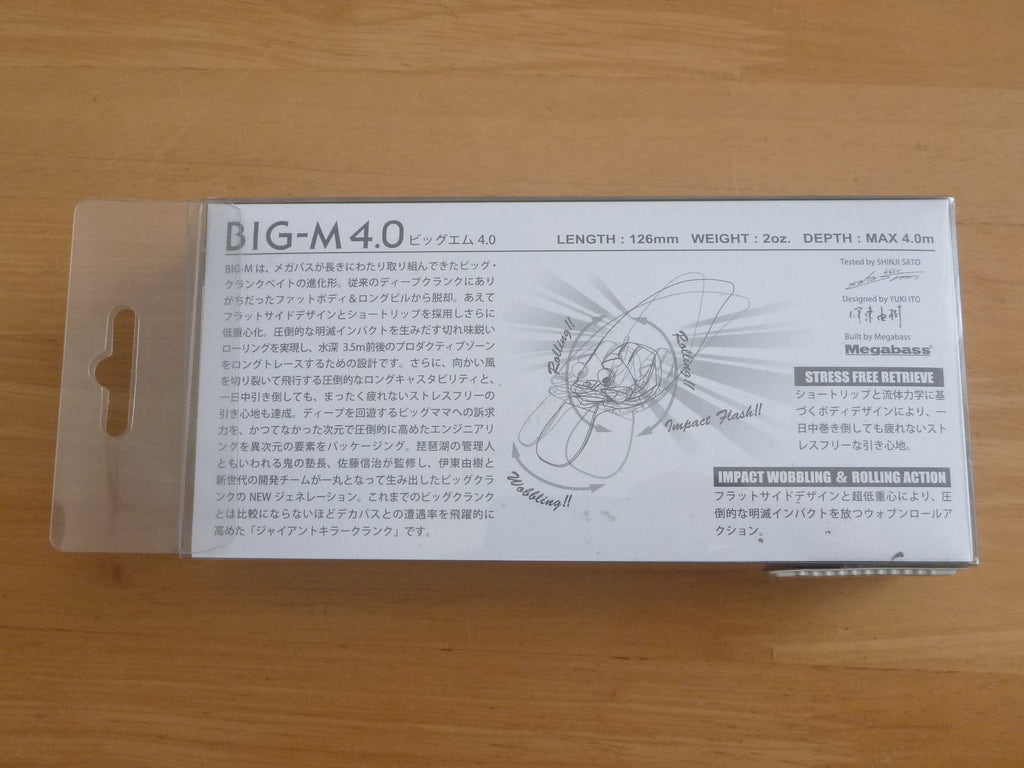 BIG-M 4.0 ビッグエム 4.0
LENGTH : 126mm WEIGHT : 2oz. DEPTH : MAX 4.0m
BIG-M は、メガバスが長きにわたり取り組んできたビッグ・
クランクベイトの進化形。従来のディープクランクにあり
がちだったファットボディ＆ロングビルから脱却。あえて
フラットサイドデザインとショートリップを採用しさらに
低重心化。圧倒的な明滅インパクトを生みだす切れ味鋭い
ローリングを実現し、水深 3.5m前後のプロダクティブゾーン
をロングトレースするための設計です。さらに、向かい風
を切り裂いて飛行する圧倒的なロングキャスタビリティと、
一日中引き倒しても、まったく疲れないストレスフリーの
引き心地も達成。ディープを回遊するビッグママへの訴求
力を、かつてなかった次元で圧倒的に高めたエンジニアリ
ングを異次元の要素をパッケージング。琵琶湖の管理人
ともいわれる鬼の塾長、佐藤信治が監修し、伊東由樹と
新世代の開発チームが一丸となって生み出したビッグクラ
ンクの NEW ジェネレーション。これまでのビッグクランク
とは比較にならないほどデカバスとの遭遇率を飛躍的に
高めた「ジャイアントキラークランク」です。
Rolling!!
Rolling!!
Impact Flash!!
Wobbling!!
Tested by SHINJI SATO
Designed by YUKI ITO
伊東由樹
Built by Megabass
Megabass®
STRESS FREE RETRIEVE
ショートリップと流体力学に基
づくボディデザインにより、一
日中巻き倒しても疲れないスト
レスフリーな引き心地。
IMPACT WOBBLING & ROLLING ACTION
フラットサイドデザインと超低重心により、圧
倒的な明滅インパクトを放つウォブンロールア
クション。